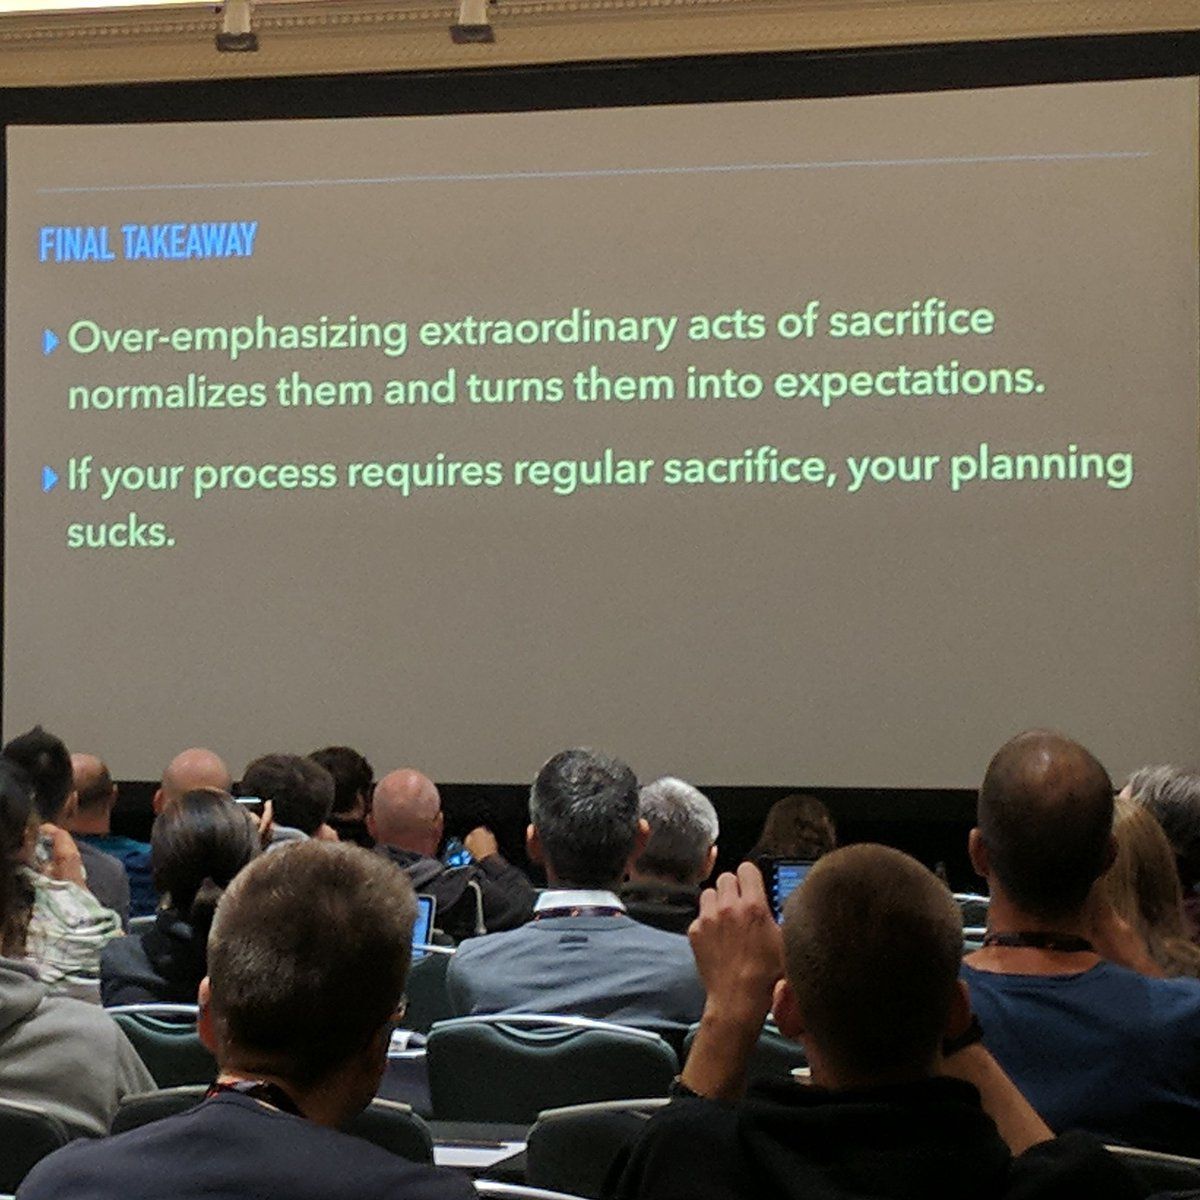 FINAL TAKEAWAY
Over-emphasizing extraordinary acts of sacrifice
normalizes them and turns them into expectations.
If your process requires regular sacrifice, your planning
sucks.